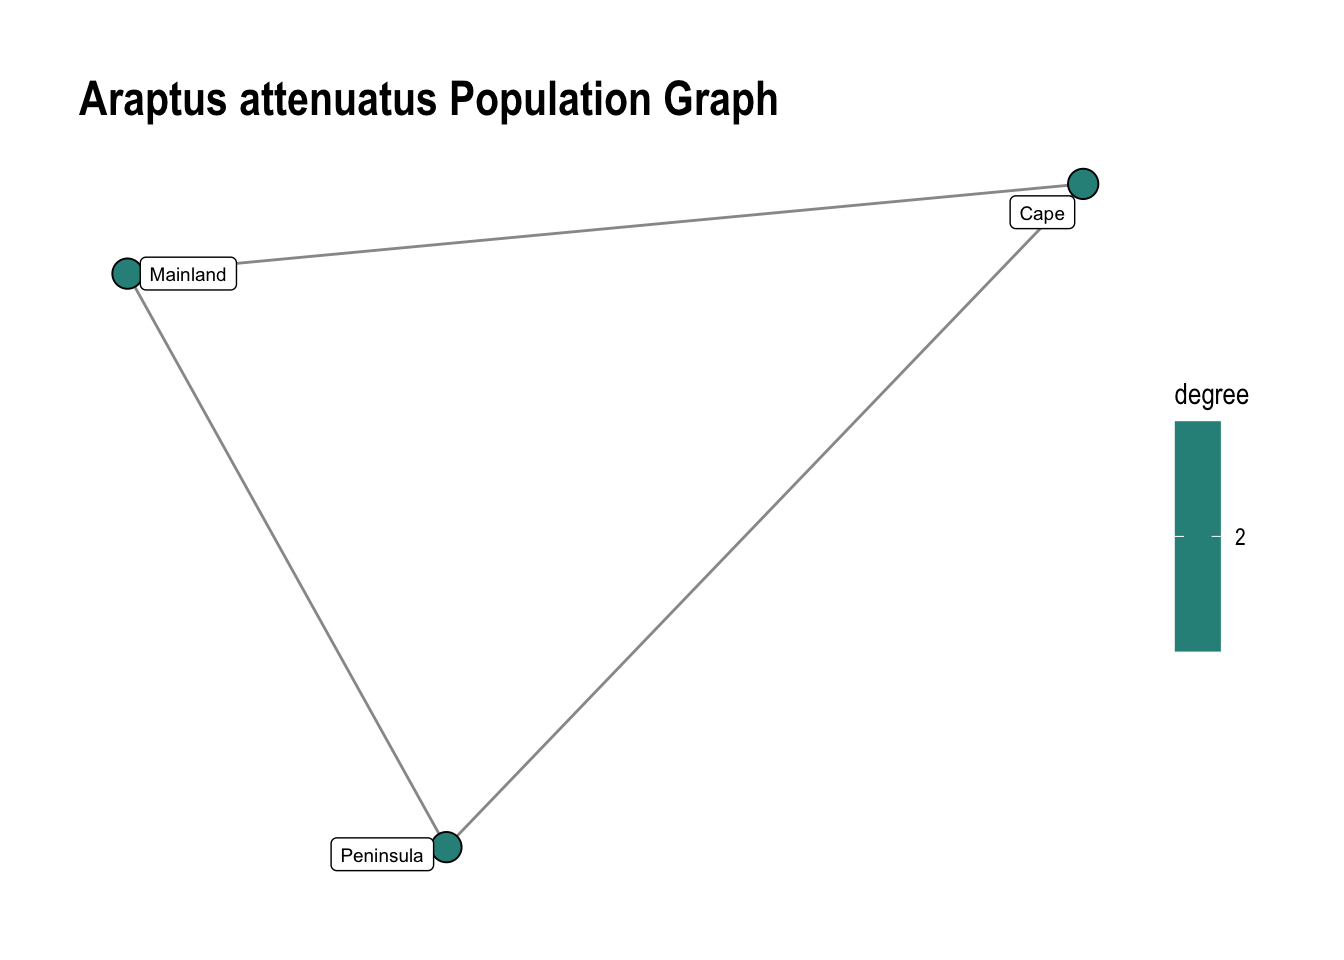 Araptus attenuatus Population Graph
Cape
Mainland
degree
2
Peninsula